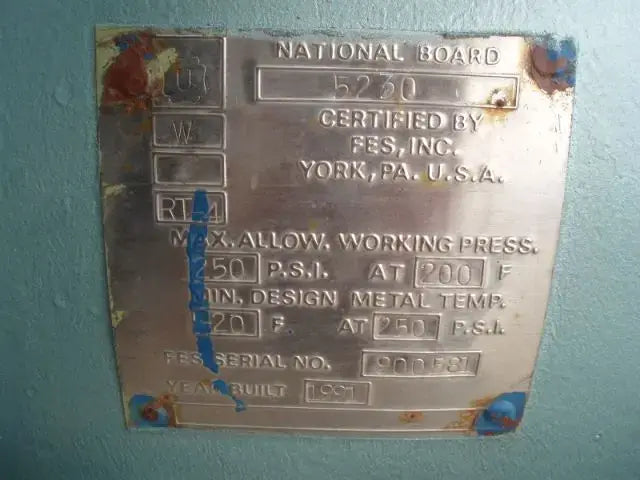 U
NATIONAL BOARD
5230
W
CERTIFIED BY
FES, INC.
YORK, PA. U.S.A.
RT-4
MAX. ALLOW. WORKING PRESS.
250 P.S.I. AT 200 F
MIN. DESIGN METAL TEMP.
20 F. AT 250 P.S.I.
FES SERIAL NO. 900581
YEAR BUILT 1991